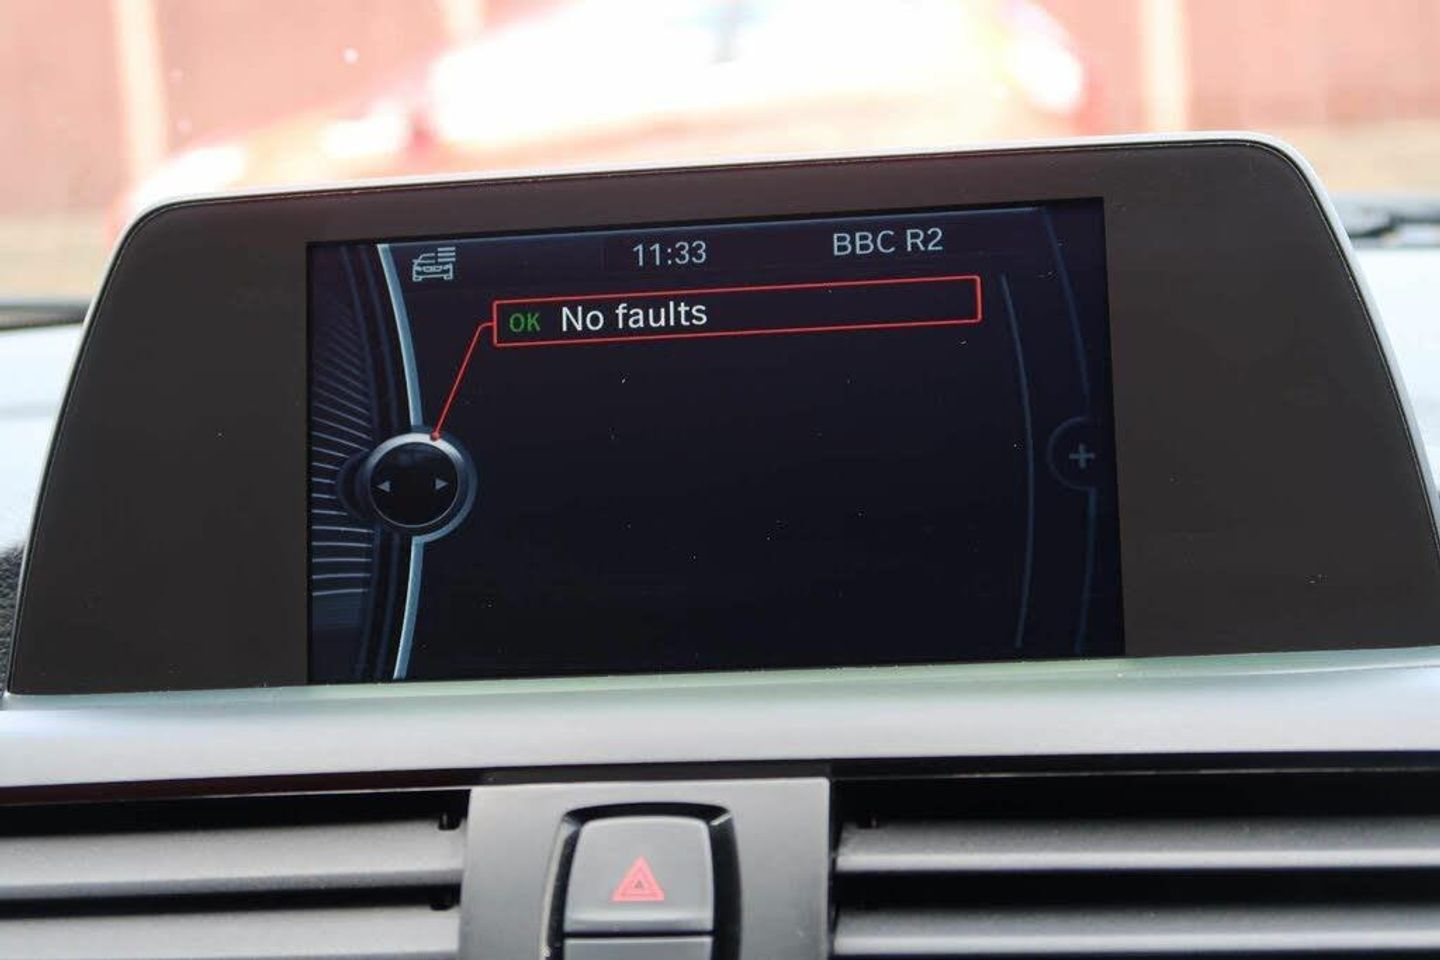 11:33 BBC R2
OK No faults